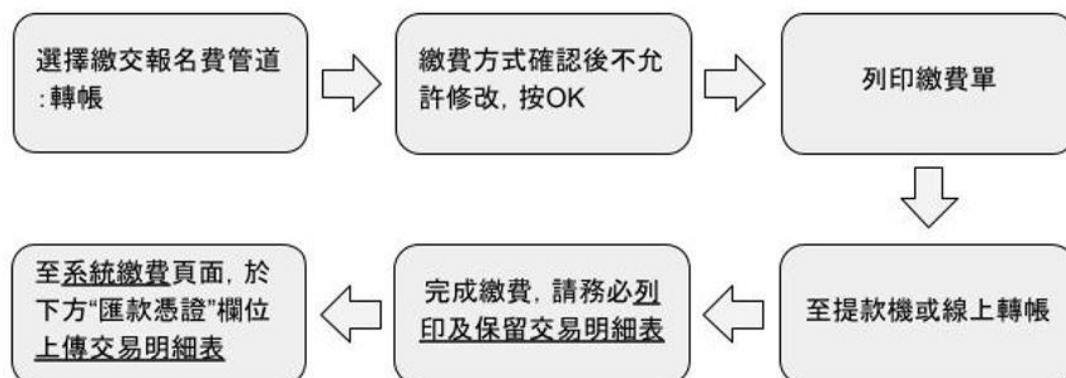 選擇繳交報名費管道
:轉帳
繳費方式確認後不允
許修改, 按OK
列印繳費單
至提款機或線上轉帳
完成繳費, 請務必列
印及保留交易明細表
至系統繳費頁面, 於
下方“匯款憑證”欄位
上傳交易明細表